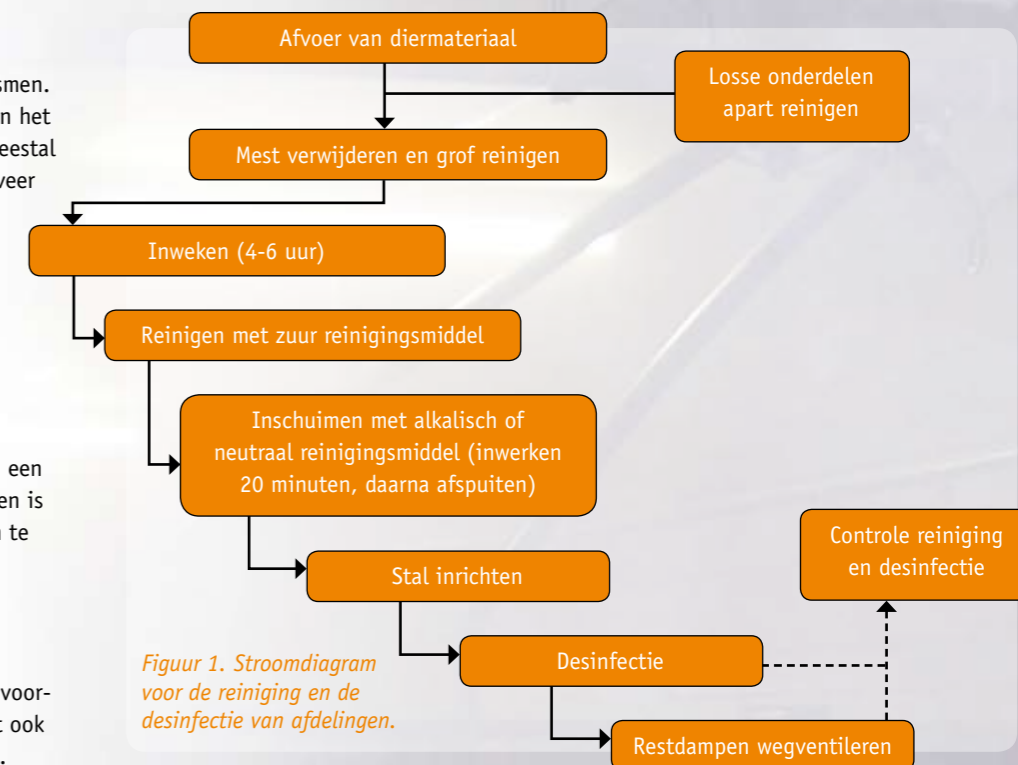 smen.
n het
eestal
veer
een
en is
n te
voor-
t ook
Afvoer van diermateriaal
Losse onderdelen
apart reinigen
Mest verwijderen en grof reinigen
Inweken (4-6 uur)
Reinigen met zuur reinigingsmiddel
Inschuimen met alkalisch of
neutraal reinigingsmiddel (inwerken
20 minuten, daarna afspuiten)
Stal inrichten
Controle reiniging
en desinfectie
Desinfectie
Restdampen wegventileren
Figuur 1. Stroomdiagram
voor de reiniging en de
desinfectie van afdelingen.